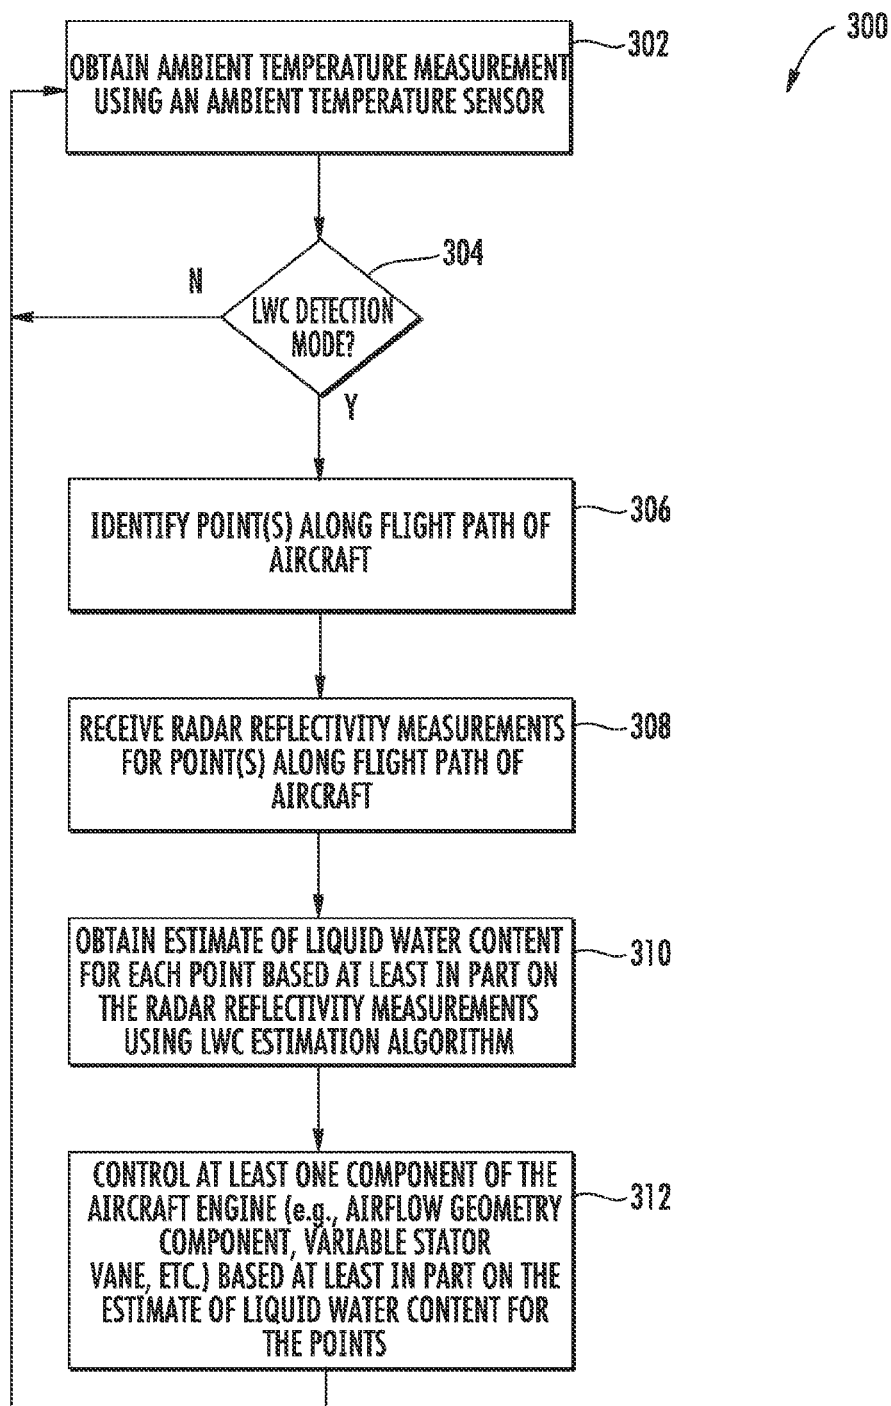 300
302
OBTAIN AMBIENT TEMPERATURE MEASUREMENT
USING AN AMBIENT TEMPERATURE SENSOR
304
N
LWC DETECTION
MODE?
Y
306
IDENTIFY POINT(S) ALONG FLIGHT PATH OF
AIRCRAFT
308
RECEIVE RADAR REFLECTIVITY MEASUREMENTS
FOR POINT(S) ALONG FLIGHT PATH OF
AIRCRAFT
310
OBTAIN ESTIMATE OF LIQUID WATER CONTENT
FOR EACH POINT BASED AT LEAST IN PART ON
THE RADAR REFLECTIVITY MEASUREMENTS
USING LWC ESTIMATION ALGORITHM
312
CONTROL AT LEAST ONE COMPONENT OF THE
AIRCRAFT ENGINE (e.g., AIRFLOW GEOMETRY
COMPONENT, VARIABLE STATOR
VANE, ETC.) BASED AT LEAST IN PART ON THE
ESTIMATE OF LIQUID WATER CONTENT FOR
THE POINTS